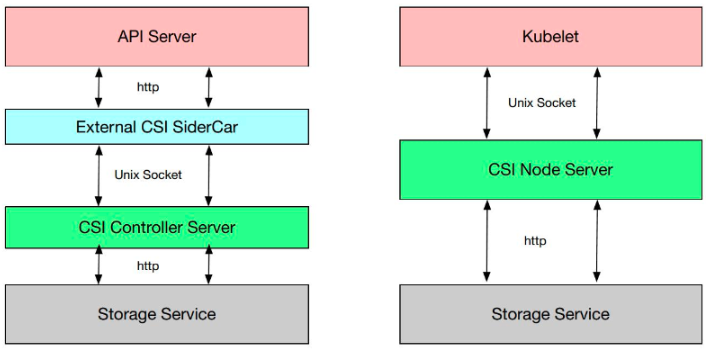 API Server
http
External CSI SiderCar
Unix Socket
CSI Controller Server
http
Storage Service
Kubelet
Unix Socket
CSI Node Server
http
Storage Service